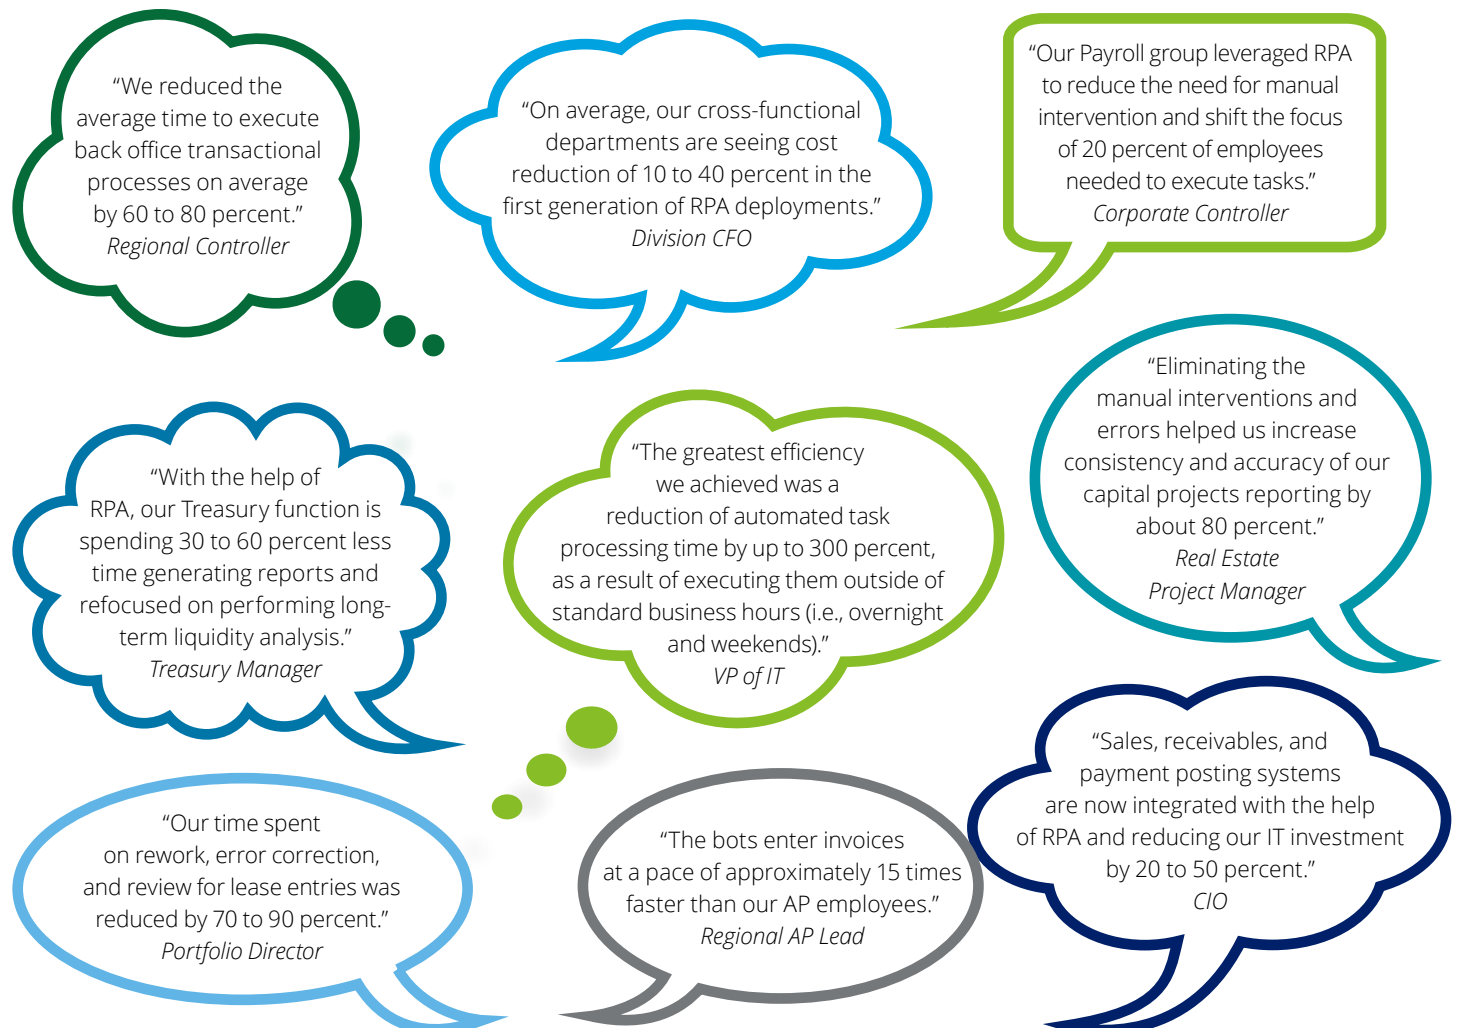 “We reduced the
average time to execute
back office transactional
processes on average
by 60 to 80 percent.”
Regional Controller
“On average, our cross-functional
departments are seeing cost
reduction of 10 to 40 percent in the
first generation of RPA deployments.”
Division CFO
“Our Payroll group leveraged RPA
to reduce the need for manual
intervention and shift the focus
of 20 percent of employees
needed to execute tasks.”
Corporate Controller
“With the help of
RPA, our Treasury function is
spending 30 to 60 percent less
time generating reports and
refocused on performing long-
term liquidity analysis.”
Treasury Manager
“The greatest efficiency
we achieved was a
reduction of automated task
processing time by up to 300 percent,
as a result of executing them outside of
standard business hours (i.e., overnight
and weekends).”
VP of IT
“Eliminating the
manual interventions and
errors helped us increase
consistency and accuracy of our
capital projects reporting by
about 80 percent.”
Real Estate
Project Manager
“Our time spent
on rework, error correction,
and review for lease entries was
reduced by 70 to 90 percent.”
Portfolio Director
“The bots enter invoices
at a pace of approximately 15 times
faster than our AP employees.”
Regional AP Lead
“Sales, receivables, and
payment posting systems
are now integrated with the help
of RPA and reducing our IT investment
by 20 to 50 percent.”
CIO